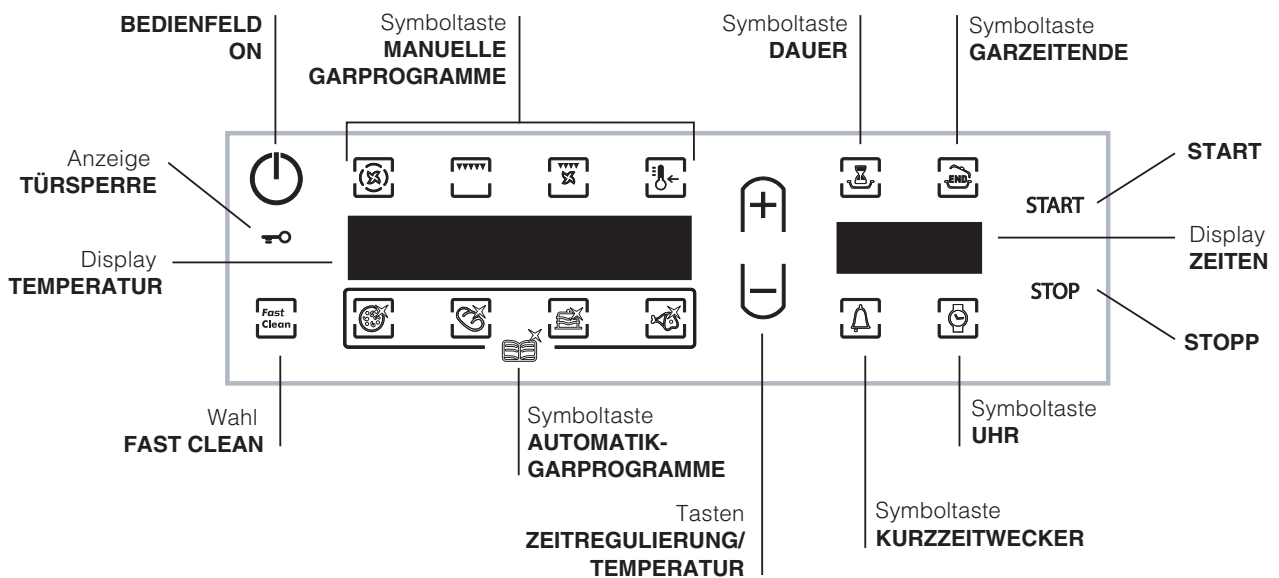 BEDIENFELD
ON
Symboltaste
MANUELLE
GARPROGRAMME
Symboltaste
DAUER
Symboltaste
GARZEITENDE
Anzeige
TÜRSPERRE
Display
TEMPERATUR
START
START
END
Display
ZEITEN
Fast
Clean
STOP
STOPP
Wahl
FAST CLEAN
Symboltaste
AUTOMATIK-
GARPROGRAMME
Tasten
ZEITREGULIERUNG/
TEMPERATUR
Symboltaste
KURZZEITWECKER
Symboltaste
UHR